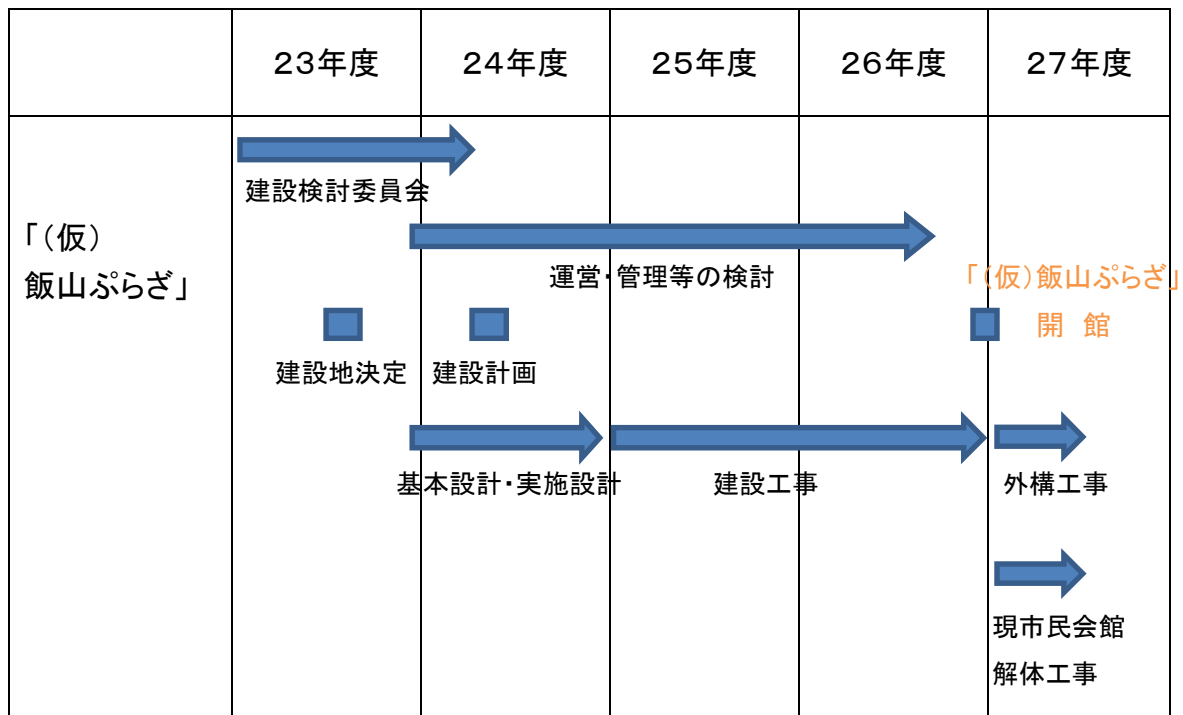 23年度 24年度 25年度 26年度 27年度
建設検討委員会
「(仮)
飯山ぷらざ」
運営・管理等の検討
「(仮)飯山ぷらざ」
開 館
建設地決定 建設計画
基本設計・実施設計 建設工事 外構工事
現市民会館
解体工事